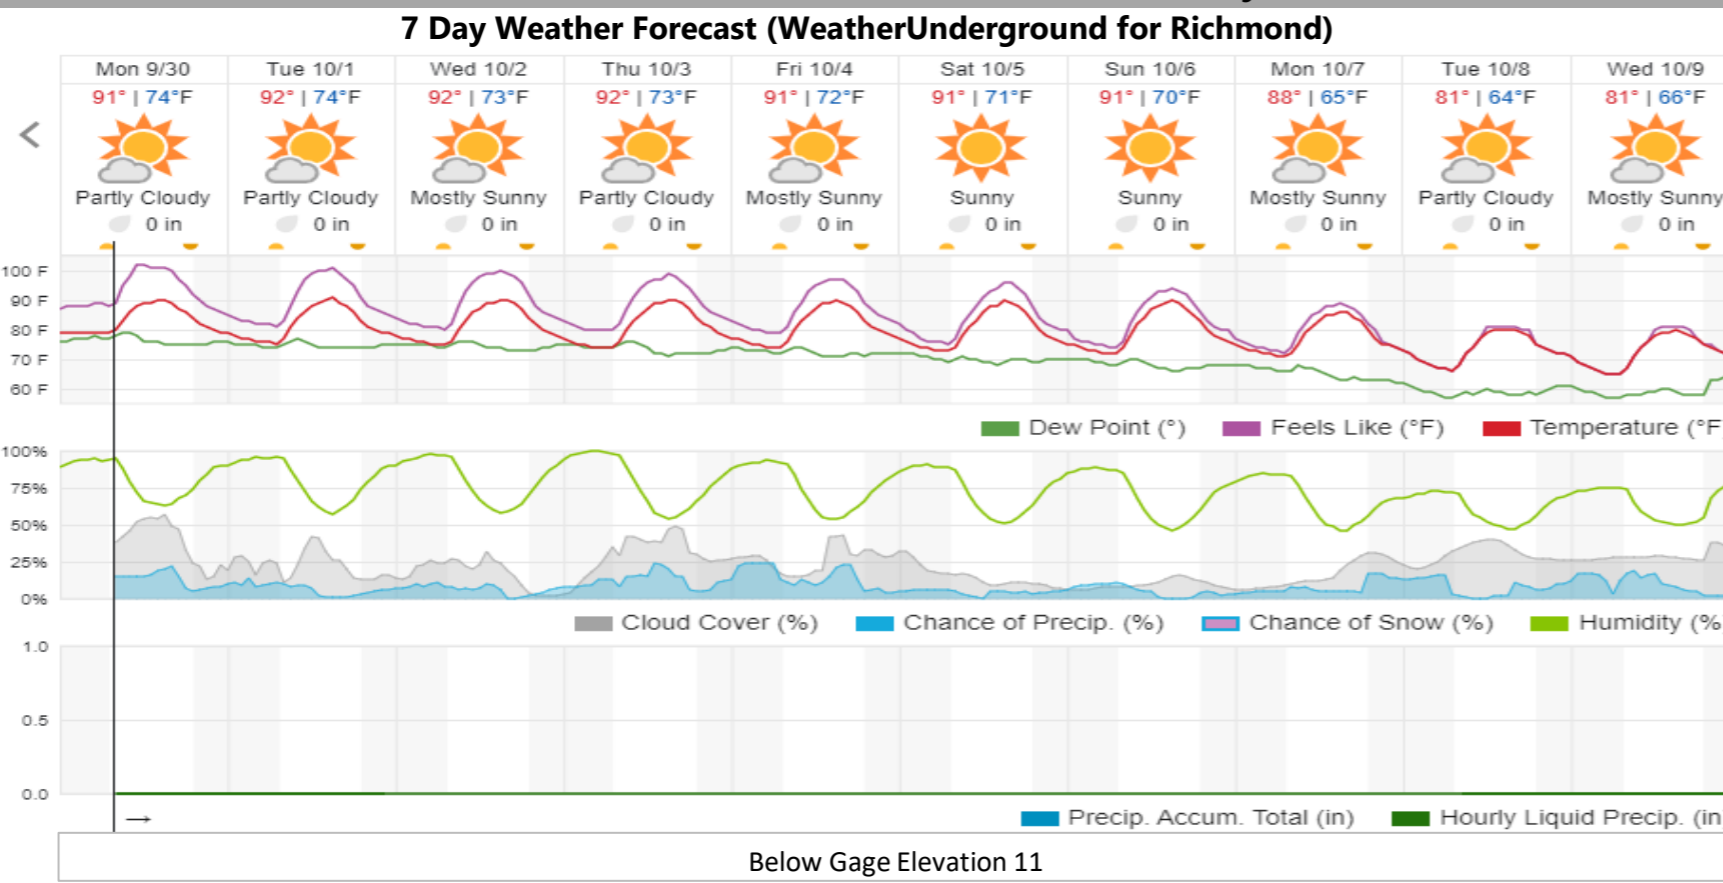 7 Day Weather Forecast (WeatherUnderground for Richmond)
Mon 9/30 Tue 10/1 Wed 10/2 Thu 10/3 Fri 10/4 Sat 10/5 Sun 10/6 Mon 10/7 Tue 10/8 Wed 10/9
91° | 74°F 92° | 74°F 92° | 73°F 92° | 73°F 91° | 72°F 91° | 71°F 91° | 70°F 88° | 65°F 81° | 64°F 81° | 66°F
Partly Cloudy Partly Cloudy Mostly Sunny Partly Cloudy Mostly Sunny Sunny Sunny Mostly Sunny Partly Cloudy Mostly Sunny
0 in 0 in 0 in 0 in 0 in 0 in 0 in 0 in 0 in 0 in
100 F
90 F
80 F
70 F
60 F
Dew Point (°) Feels Like (°F) Temperature (°F
100%
75%
50%
25%
0%
Cloud Cover (%) Chance of Precip. (%) Chance of Snow (%) Humidity (%
1.0
0.5
0.0
→
Precip. Accum. Total (in) Hourly Liquid Precip. (in
Below Gage Elevation 11